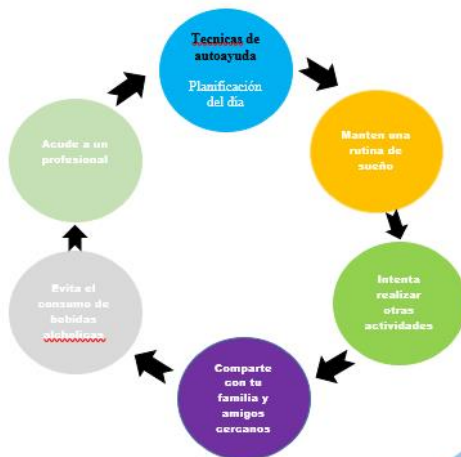 Tecnicas de
autoayuda
Planificación
del día
Manten una
rutina de
sueño
Intenta
realizar
otras
actividades
Comparte
con tu
familia y
amigos
cercanos
Evita el
consumo de
bebidas
alcholicas
Acude a un
profesional